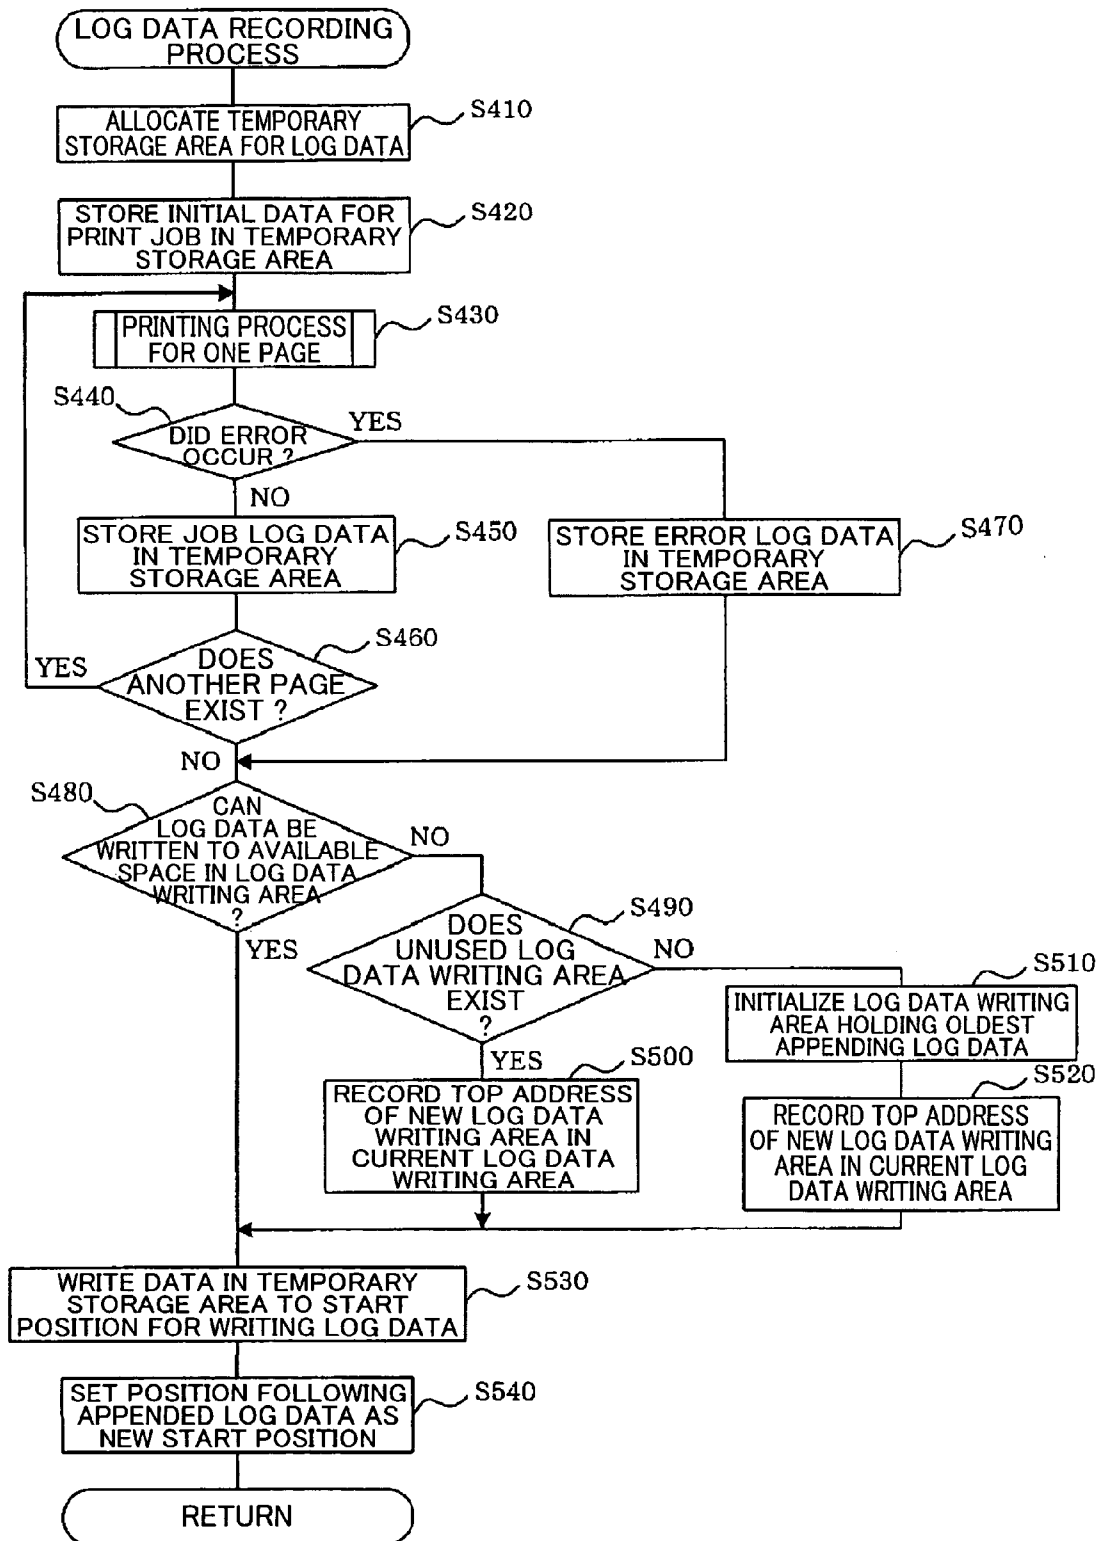 LOG DATA RECORDING
PROCESS
S410
ALLOCATE TEMPORARY
STORAGE AREA FOR LOG DATA
S420
STORE INITIAL DATA FOR
PRINT JOB IN TEMPORARY
STORAGE AREA
S430
PRINTING PROCESS
FOR ONE PAGE
S440
YES
DID ERROR
OCCUR ?
NO
S450
STORE JOB LOG DATA
IN TEMPORARY
STORAGE AREA
S470
STORE ERROR LOG DATA
IN TEMPORARY
STORAGE AREA
S460
YES
DOES
ANOTHER PAGE
EXIST ?
NO
S480
CAN
LOG DATA BE
WRITTEN TO AVAILABLE
SPACE IN LOG DATA
WRITING AREA
?
NO
YES
S490
DOES
UNUSED LOG
DATA WRITING AREA
EXIST
?
NO
YES
S510
INITIALIZE LOG DATA WRITING
AREA HOLDING OLDEST
APPENDING LOG DATA
S500
RECORD TOP ADDRESS
OF NEW LOG DATA
WRITING AREA IN
CURRENT LOG DATA
WRITING AREA
S520
RECORD TOP ADDRESS
OF NEW LOG DATA WRITING
AREA IN CURRENT LOG
DATA WRITING AREA
S530
WRITE DATA IN TEMPORARY
STORAGE AREA TO START
POSITION FOR WRITING LOG DATA
S540
SET POSITION FOLLOWING
APPENDED LOG DATA AS
NEW START POSITION
RETURN